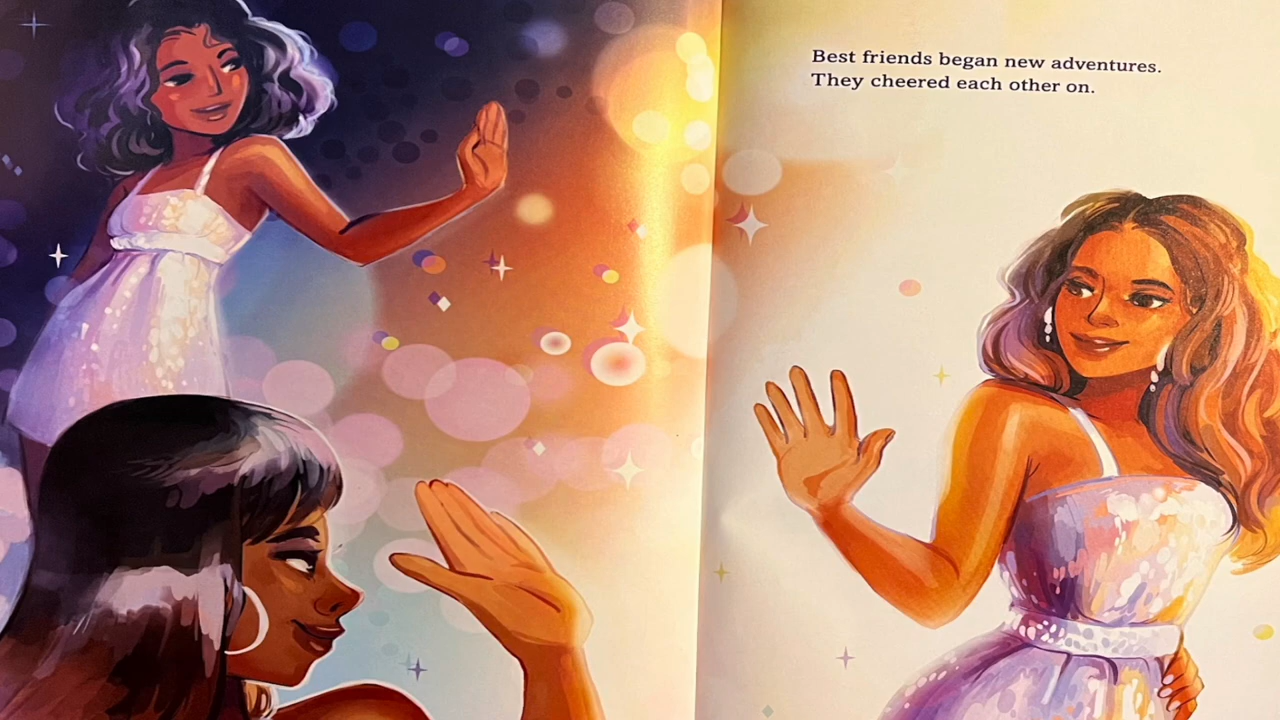 Best friends began new adventures.
They cheered each other on.